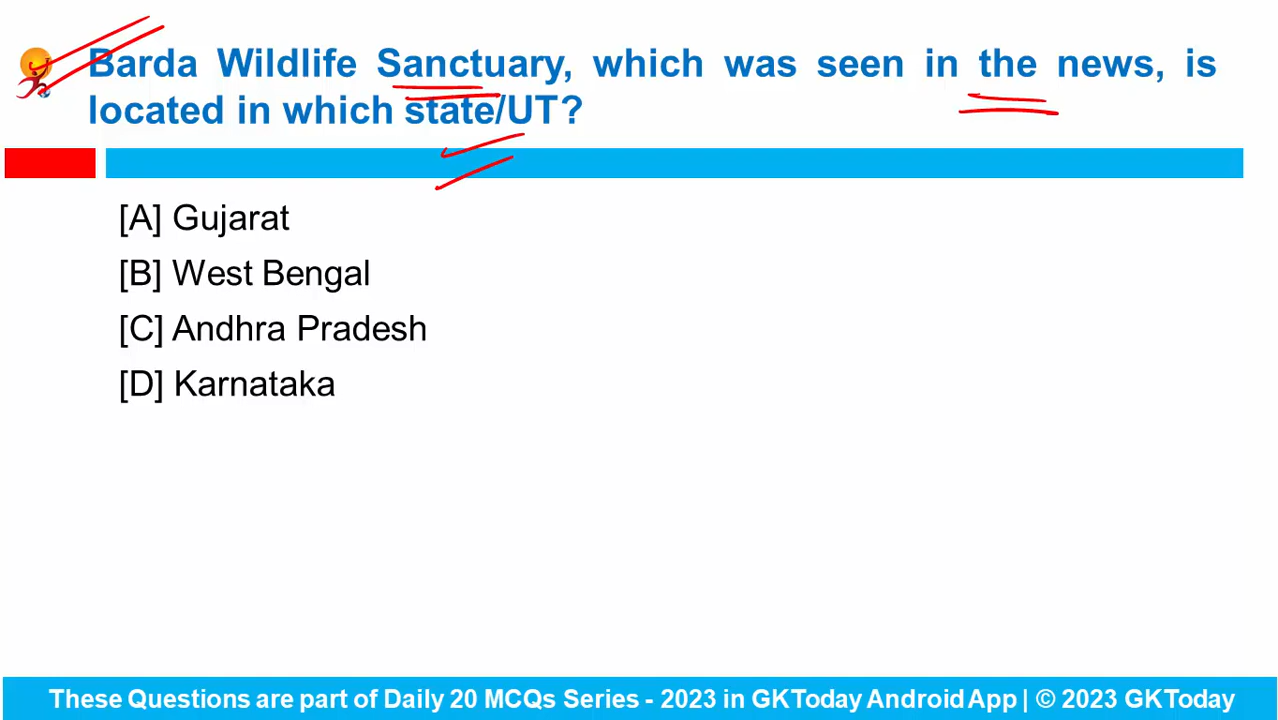 Barda Wildlife Sanctuary, which was seen in the news, is
located in which state/UT?
[A] Gujarat
[B] West Bengal
[C] Andhra Pradesh
[D] Karnataka
These Questions are part of Daily 20 MCQs Series - 2023 in GKToday Android App | © 2023 GKToday